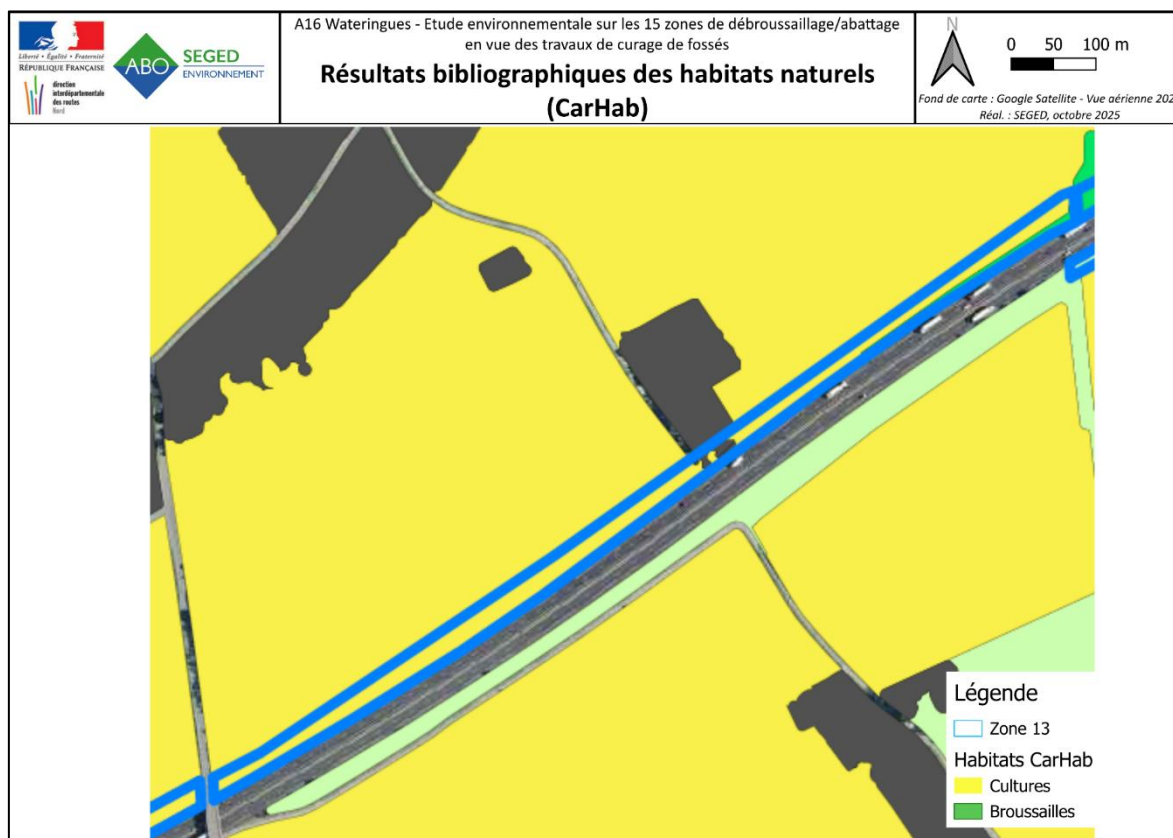 Liberté • Égalité • Fraternité
RÉPUBLIQUE FRANÇAISE
direction
interdépartementale
des routes
Nord
ABO
SEGED
ENVIRONNEMENT
A16 Wateringues - Etude environnementale sur les 15 zones de débroussaillage/abattage
en vue des travaux de curage de fossés
Résultats bibliographiques des habitats naturels
(CarHab)
N
0 50 100 m
Fond de carte : Google Satellite - Vue aérienne 202
Réal. : SEGED, octobre 2025
Légende
Zone 13
Habitats CarHab
Cultures
Broussailles